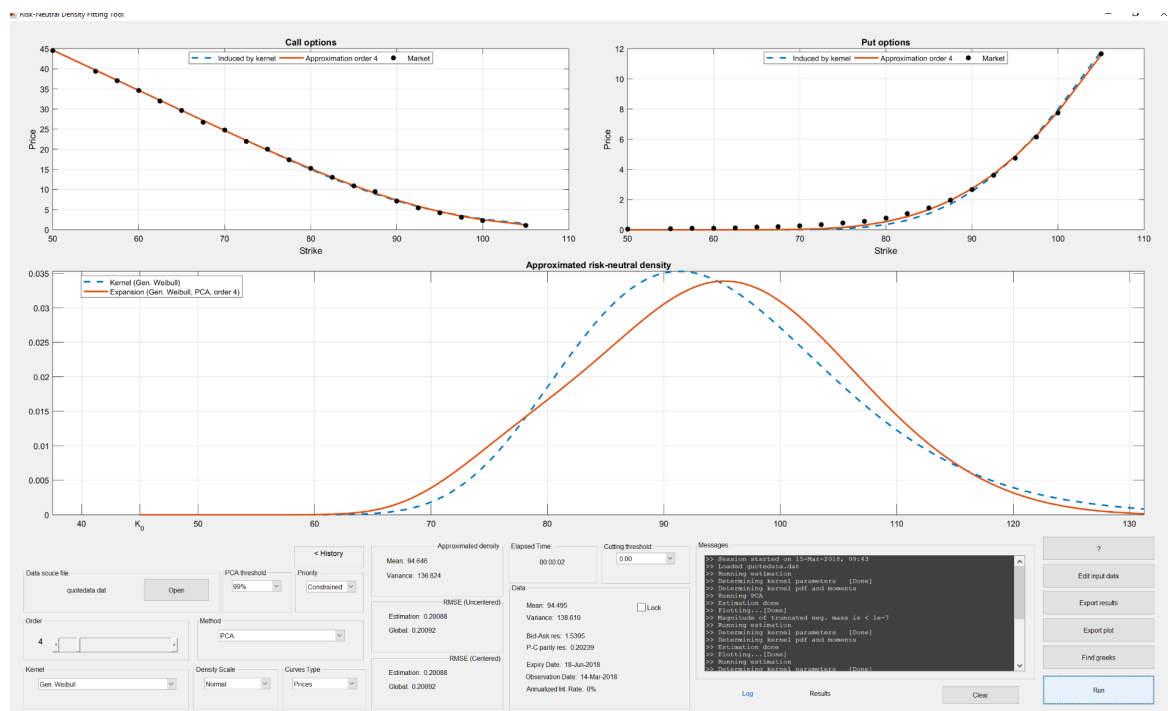 Risk-Neutral Density Fitting Tool
Call options
Induced by kernel Approximation order 4 Market
45
40
35
30
25
20
15
10
5
0
Price
50 60 70 80 90 100 110
Strike
Put options
Induced by kernel Approximation order 4 Market
12
10
8
6
4
2
0
Price
50 60 70 80 90 100 110
Strike
Approximated risk-neutral density
Kernel (Gen. Weibull)
Expansion (Gen. Weibull, PCA, order 4)
0.035
0.03
0.025
0.02
0.015
0.01
0.005
0
40 K0 50 60 70 80 90 100 110 120 130
< History
Data souce file
quotedata.dat
Open
PCA threshold
99%
Priority
Constrained
Order
4
Method
PCA
Kernel
Gen. Weibull
Density Scale
Normal
Curves Type
Prices
Approximated density
Mean: 94.646
Variance: 136.824
RMSE (Uncentered)
Estimation: 0.20088
Global: 0.20092
RMSE (Centered)
Estimation: 0.20088
Global: 0.20092
Elapsed Time:
00:00:02
Cutting threshold:
0.00
Data
Mean: 94.495
Variance: 138.610
Lock
Bid-Ask res: 1.5395
P-C parity res: 0.20239
Expiry Date: 18-Jun-2018
Observation Date: 14-Mar-2018
Annualized Int. Rate: 0%
Messages
>> Session started on 15-Mar-2018, 09:43
>> Loaded quotedata.dat
>> Running estimation
>> Determining kernel parameters [Done]
>> Determining kernel pdf and moments
>> Running PCA
>> Estimation done
>> Plotting...[Done]
>> Magnitude of truncated neg. mass is < 1e-7
>> Running estimation
>> Determining kernel parameters [Done]
>> Determining kernel pdf and moments
>> Estimation done
>> Plotting...[Done]
>> Running estimation
>> Determining kernel parameters [Done]
Log
Results
Clear
?
Edit input data
Export results
Export plot
Find greeks
Run